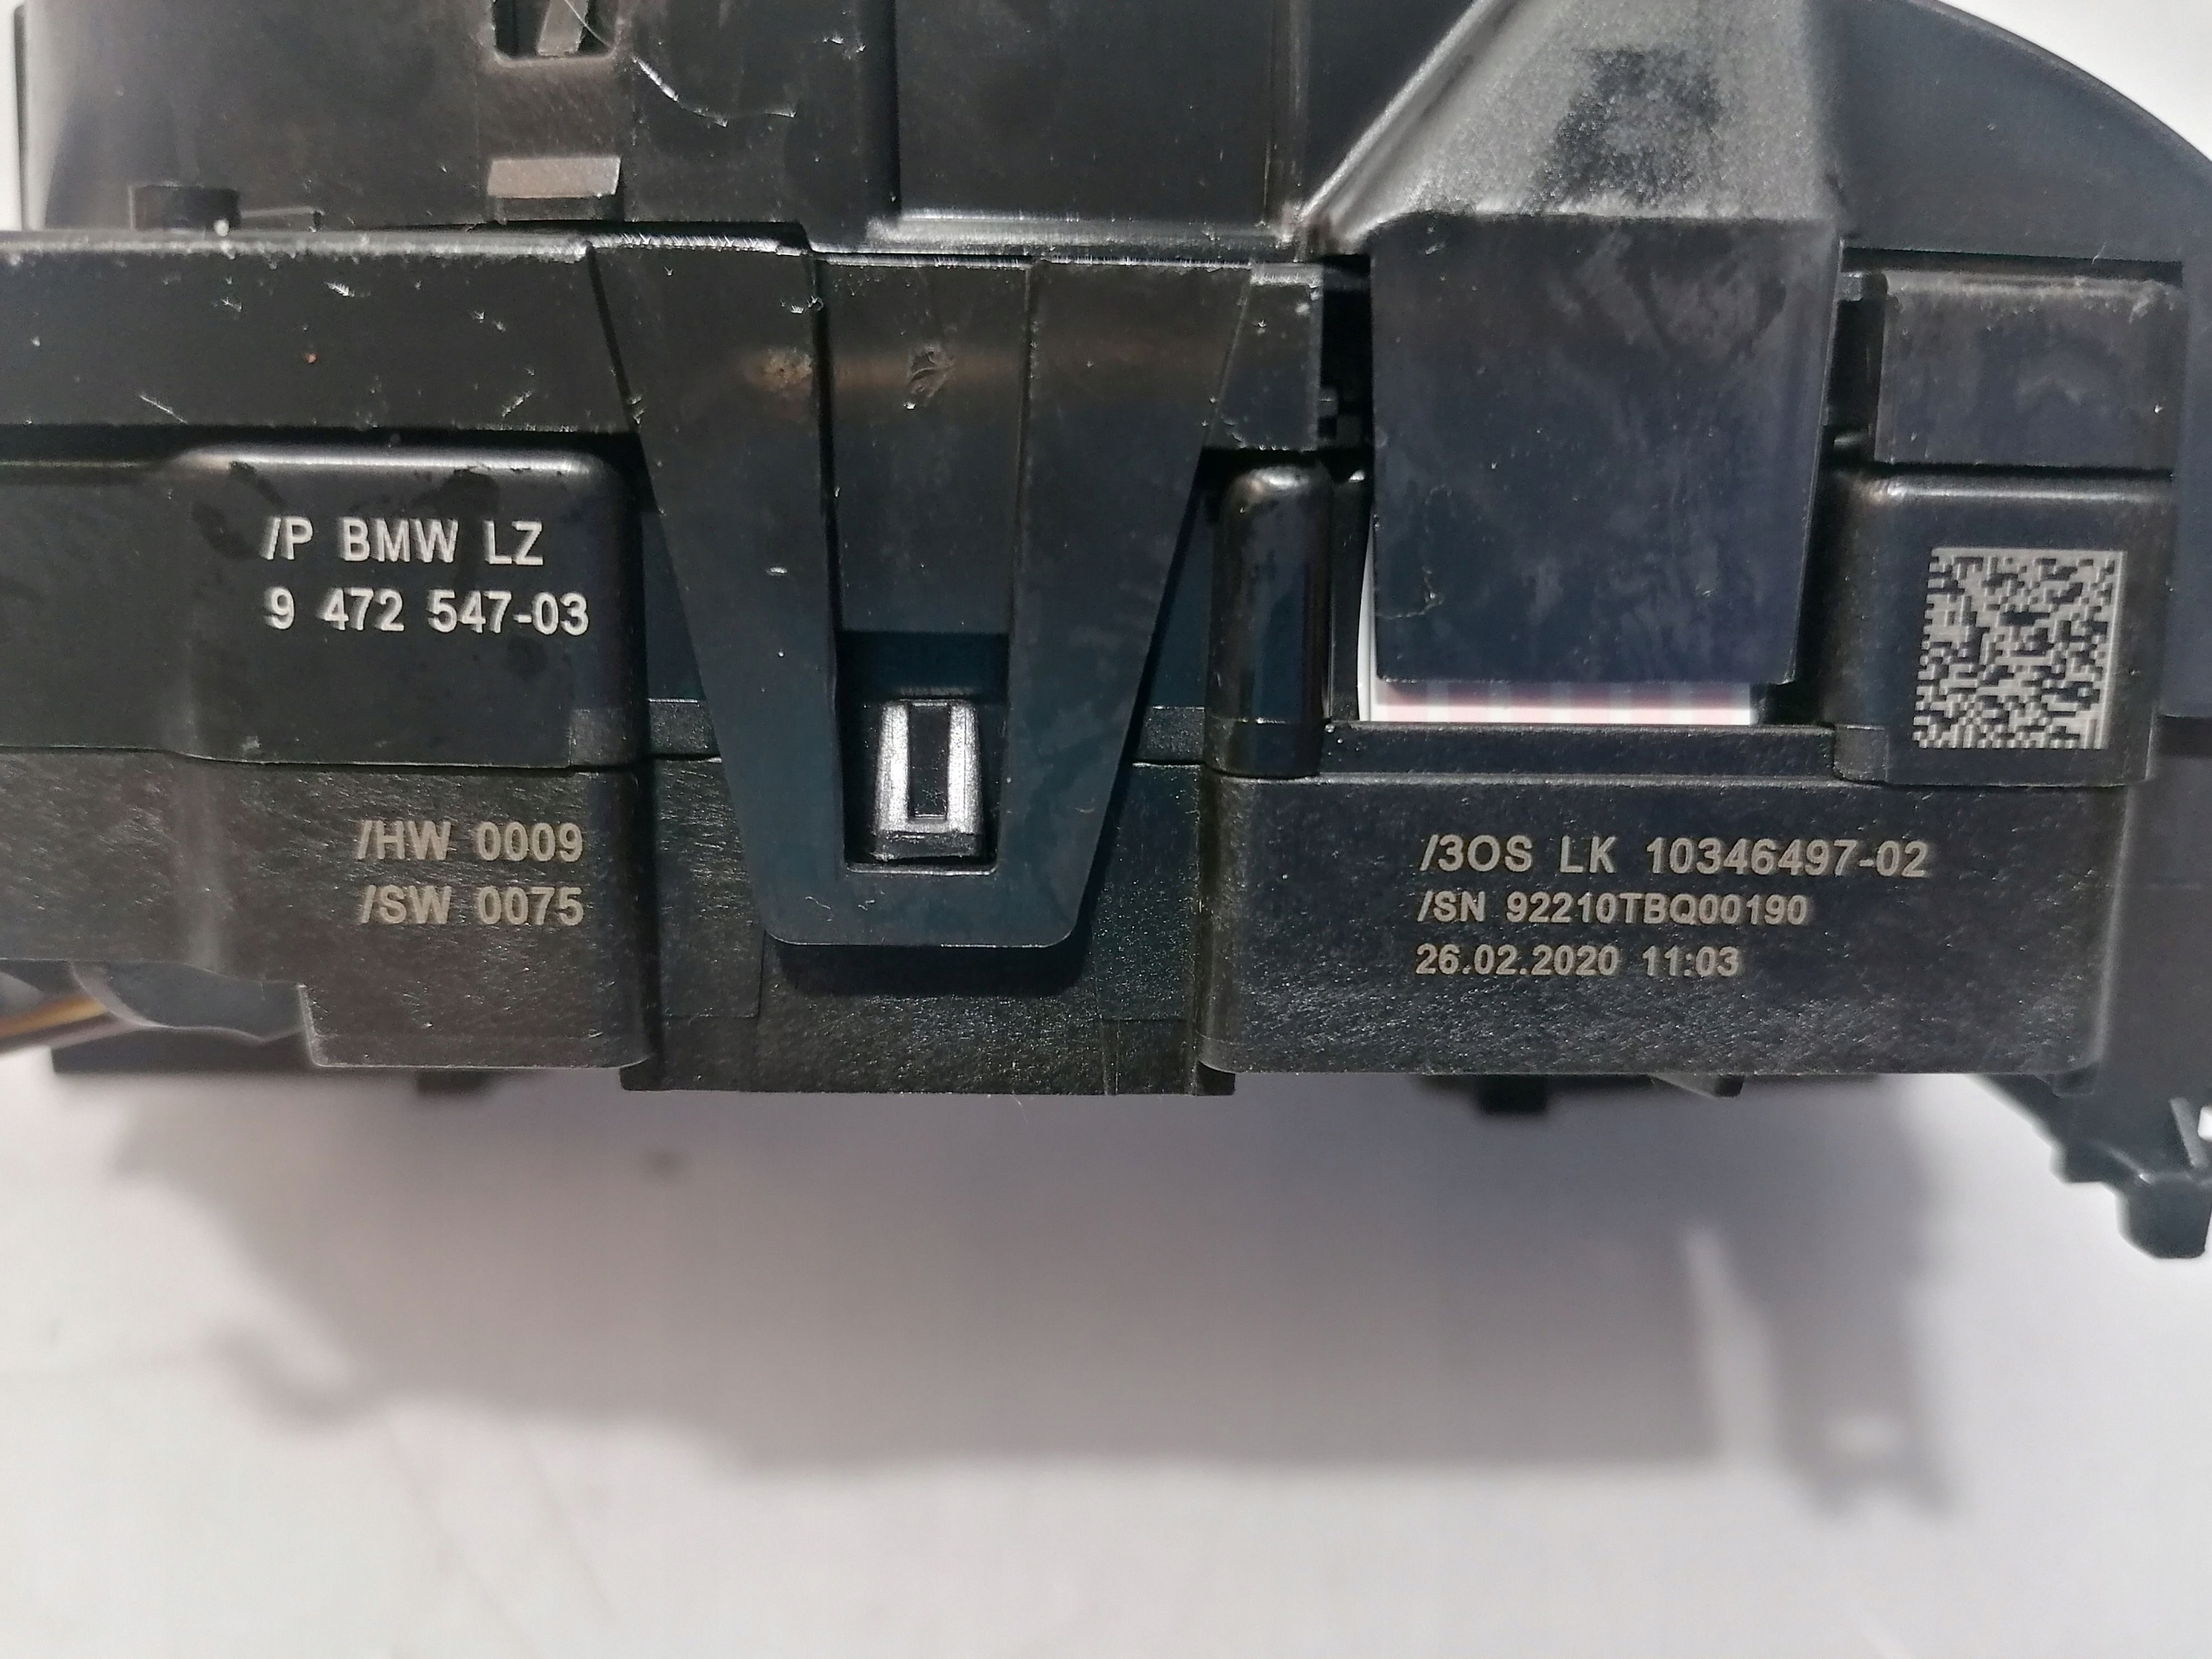 /P BMW LZ
9 472 547-03
/HW 0009
/SW 0075
/3OS LK 10346497-02
/SN 92210TBQ00190
26.02.2020 11:03